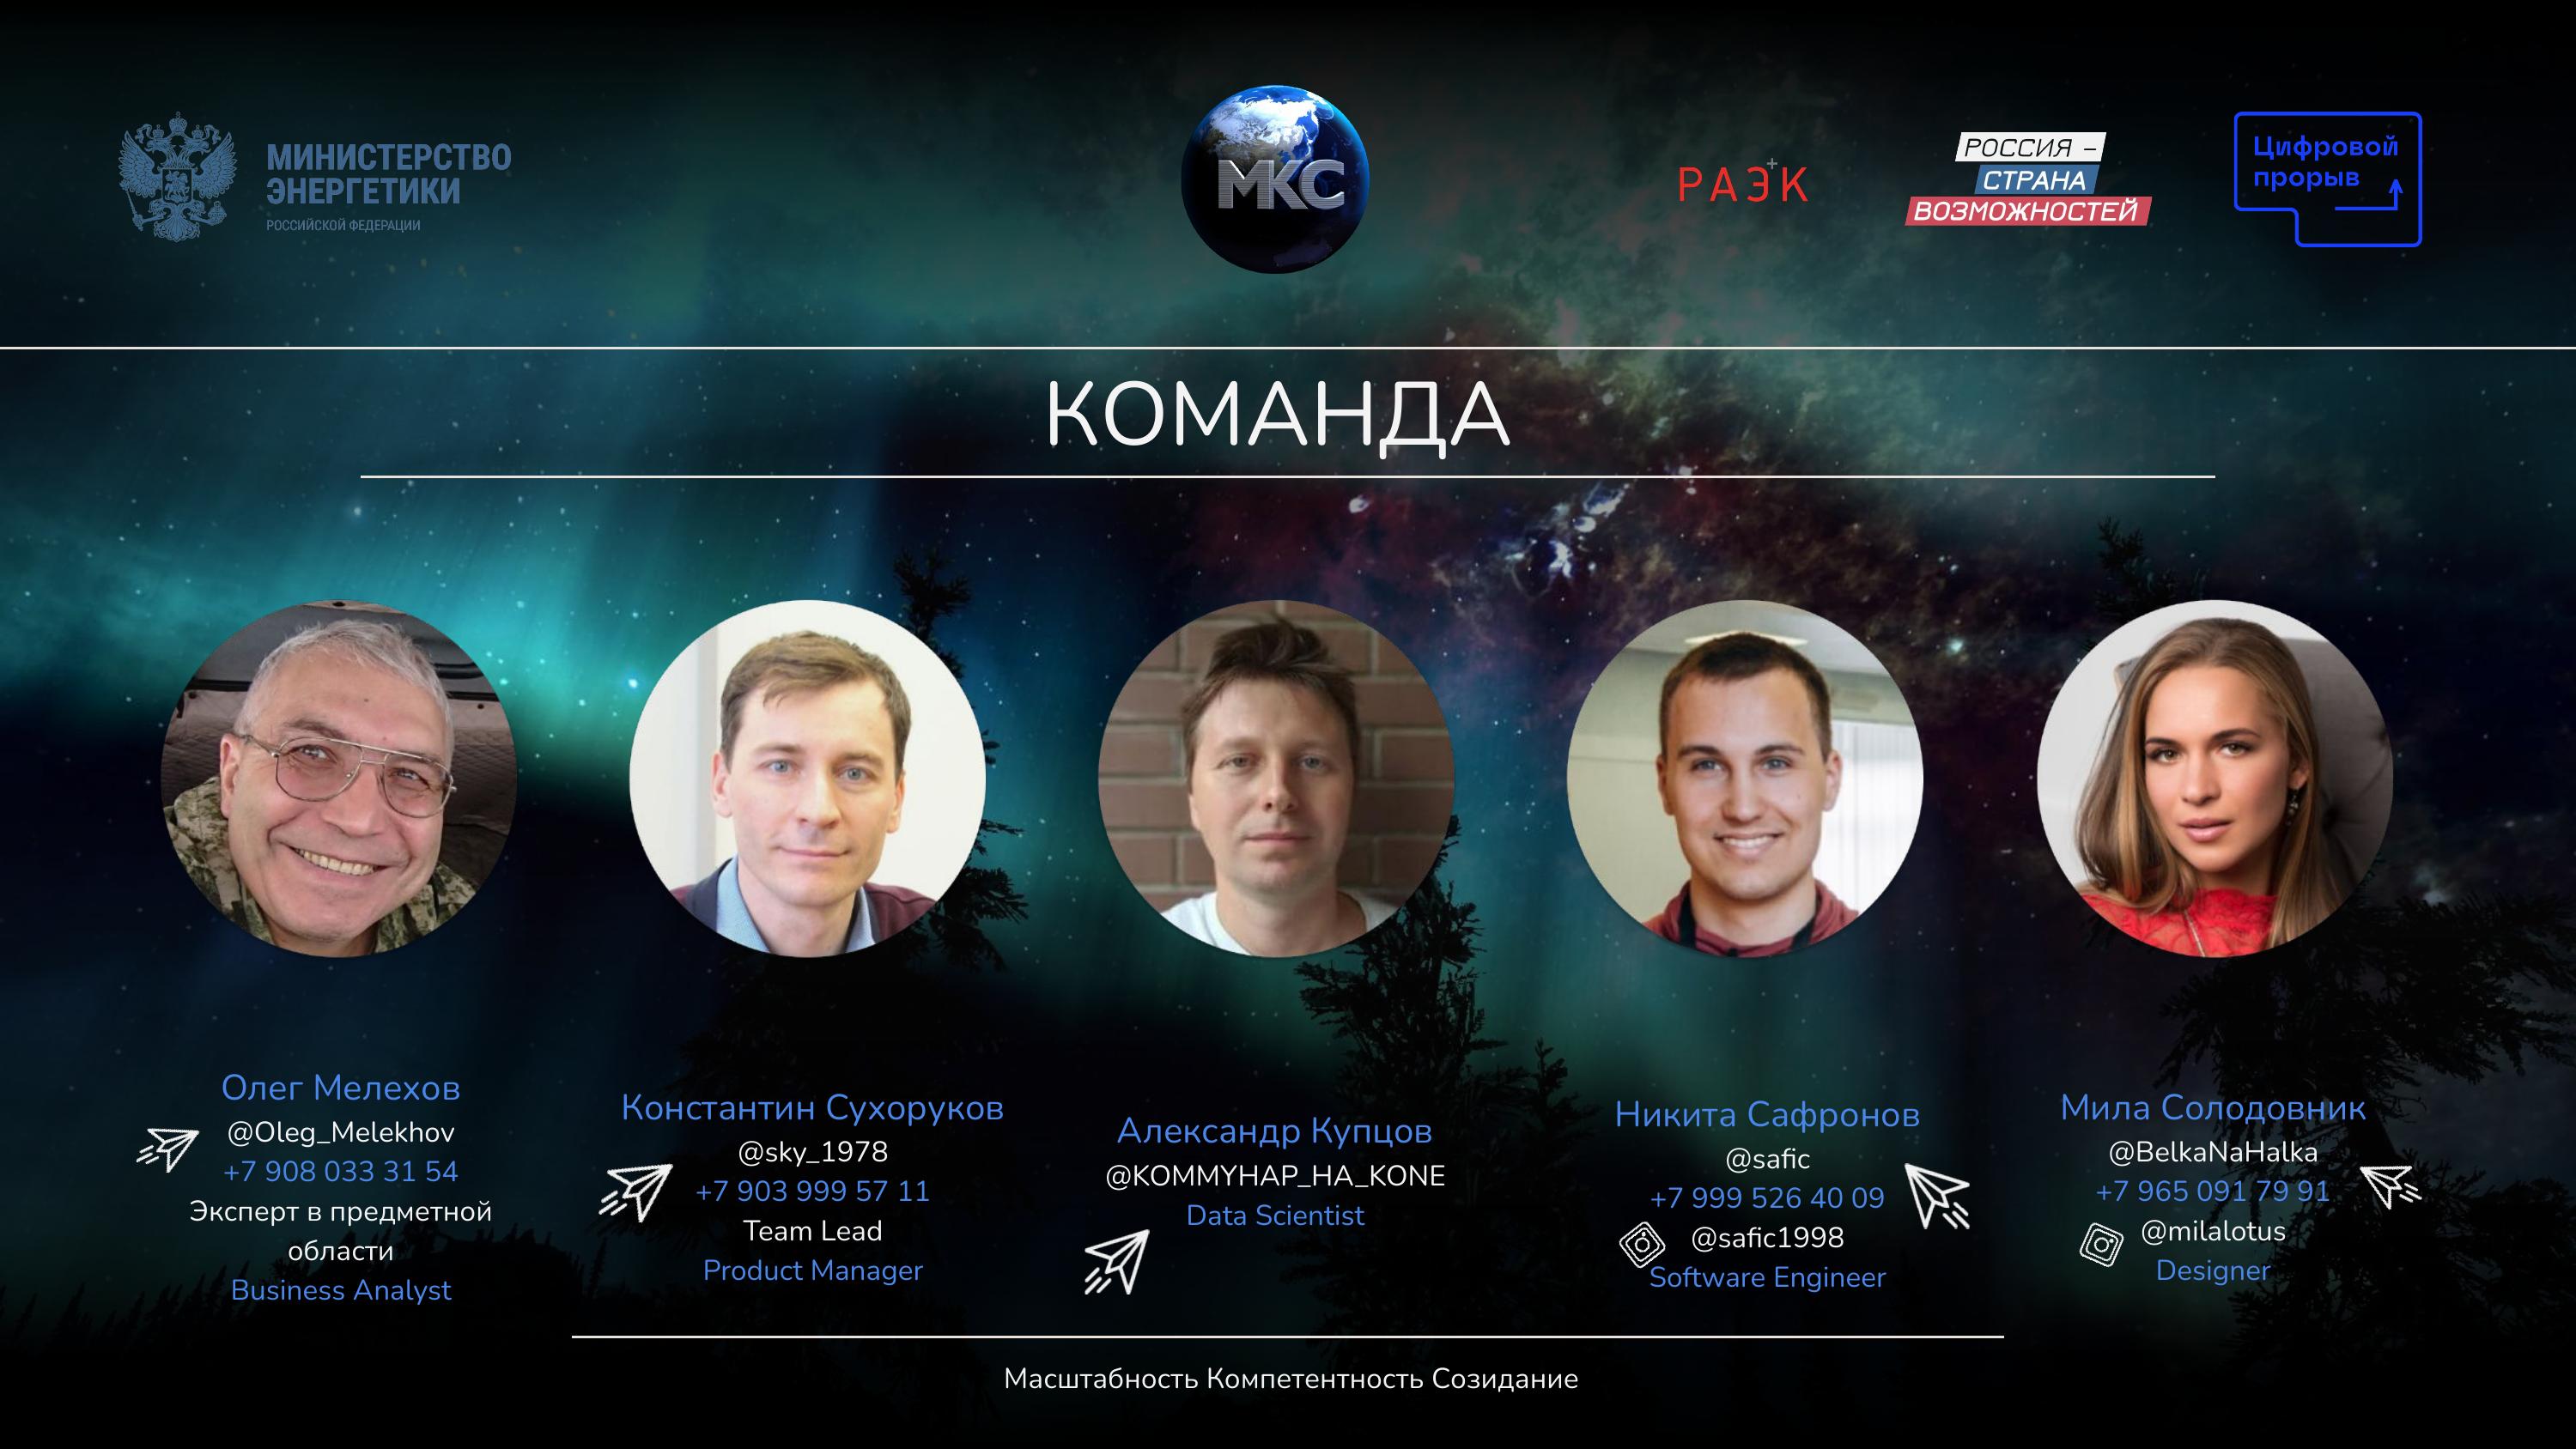 МИНИСТЕРСТВО
ЭНЕРГЕТИКИ
РОССИЙСКОЙ ФЕДЕРАЦИИ
МКС
РАЭК
РОССИЯ –
СТРАНА
ВОЗМОЖНОСТЕЙ
Цифровой
прорыв
КОМАНДА
Олег Мелехов
@Oleg_Melekhov
+7 908 033 31 54
Эксперт в предметной
области
Business Analyst
Константин Сухоруков
@sky_1978
+7 903 999 57 11
Team Lead
Product Manager
Александр Купцов
@KOMMYHAP_HA_KONE
Data Scientist
Никита Сафронов
@safic
+7 999 526 40 09
@safic1998
Software Engineer
Мила Солодовник
@BelkaNaHalka
+7 965 091 79 91
@milalotus
Designer
Масштабность Компетентность Созидание